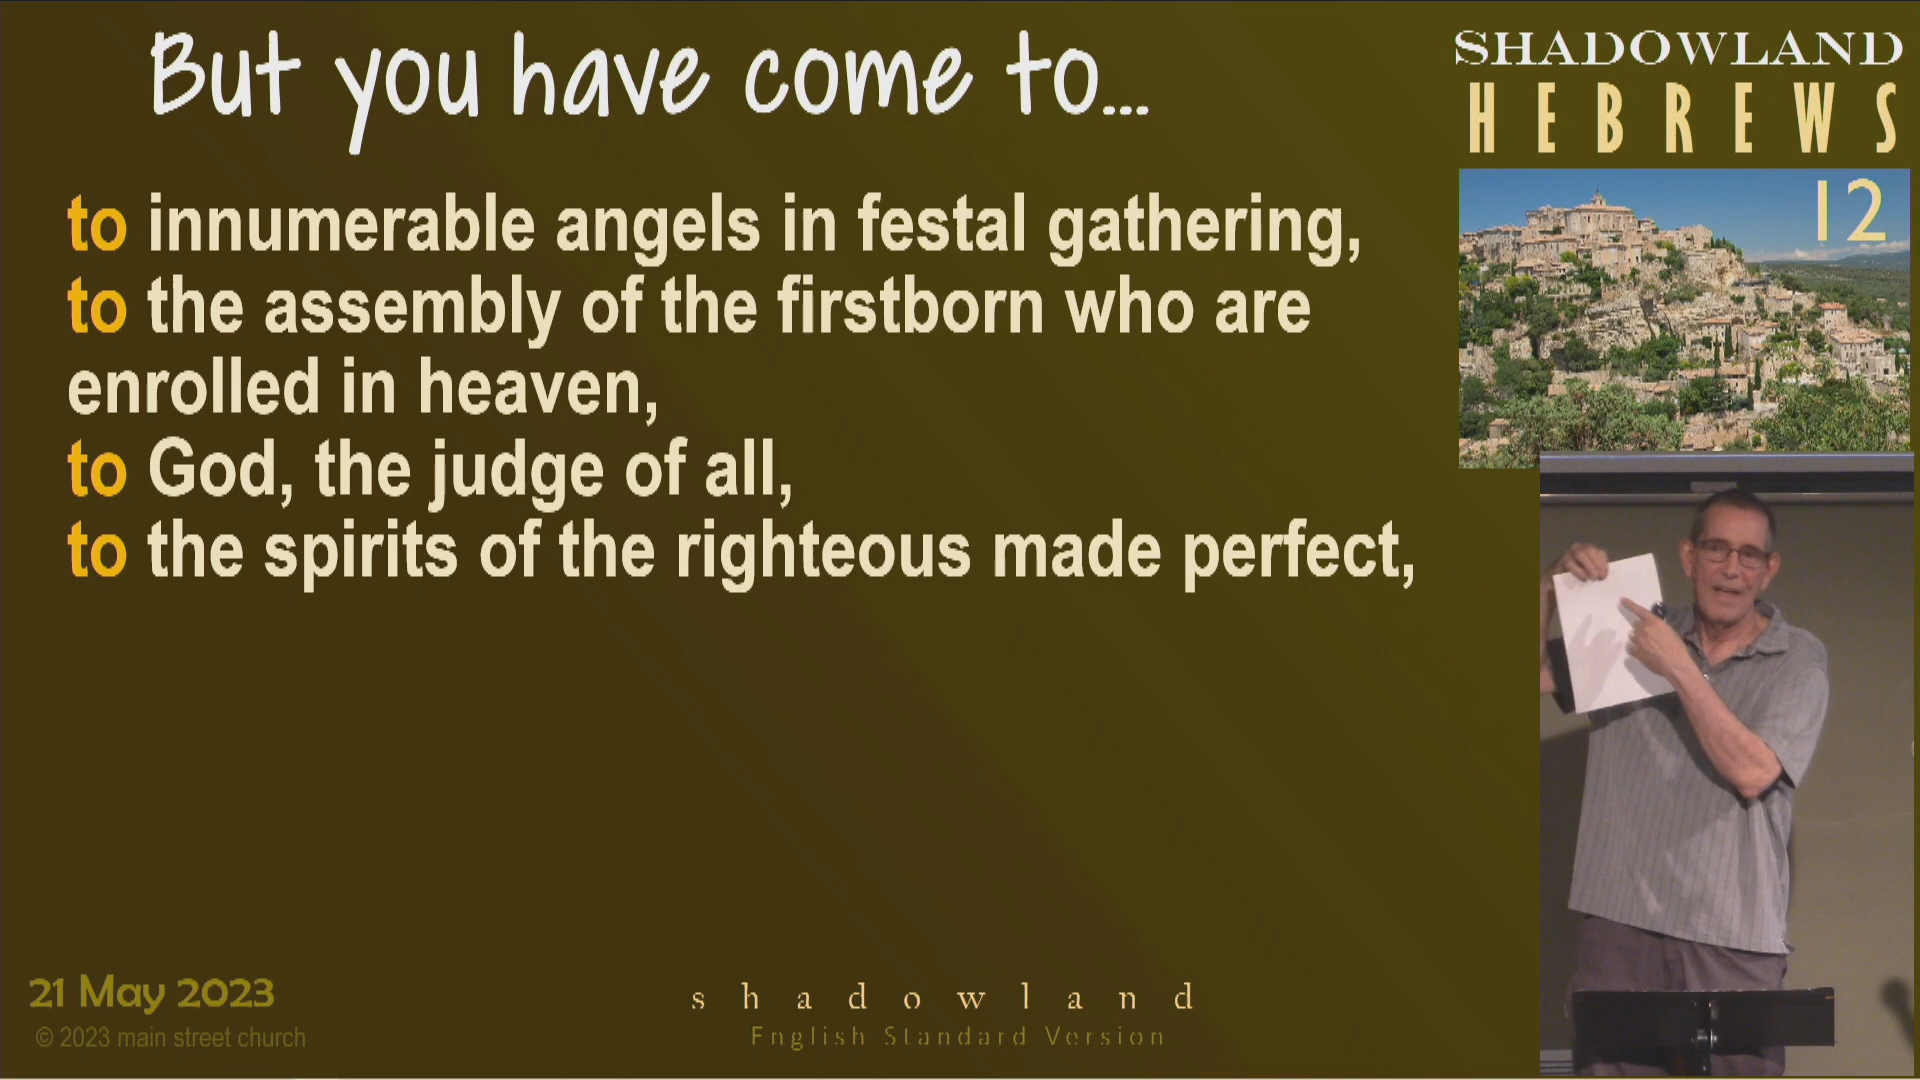 But you have come to...
to innumerable angels in festal gathering,
to the assembly of the firstborn who are
enrolled in heaven,
to God, the judge of all,
to the spirits of the righteous made perfect,
SHADOWLAND
HEBREWS
12
21 May 2023
© 2023 main street church
shadowland
English Standard Version